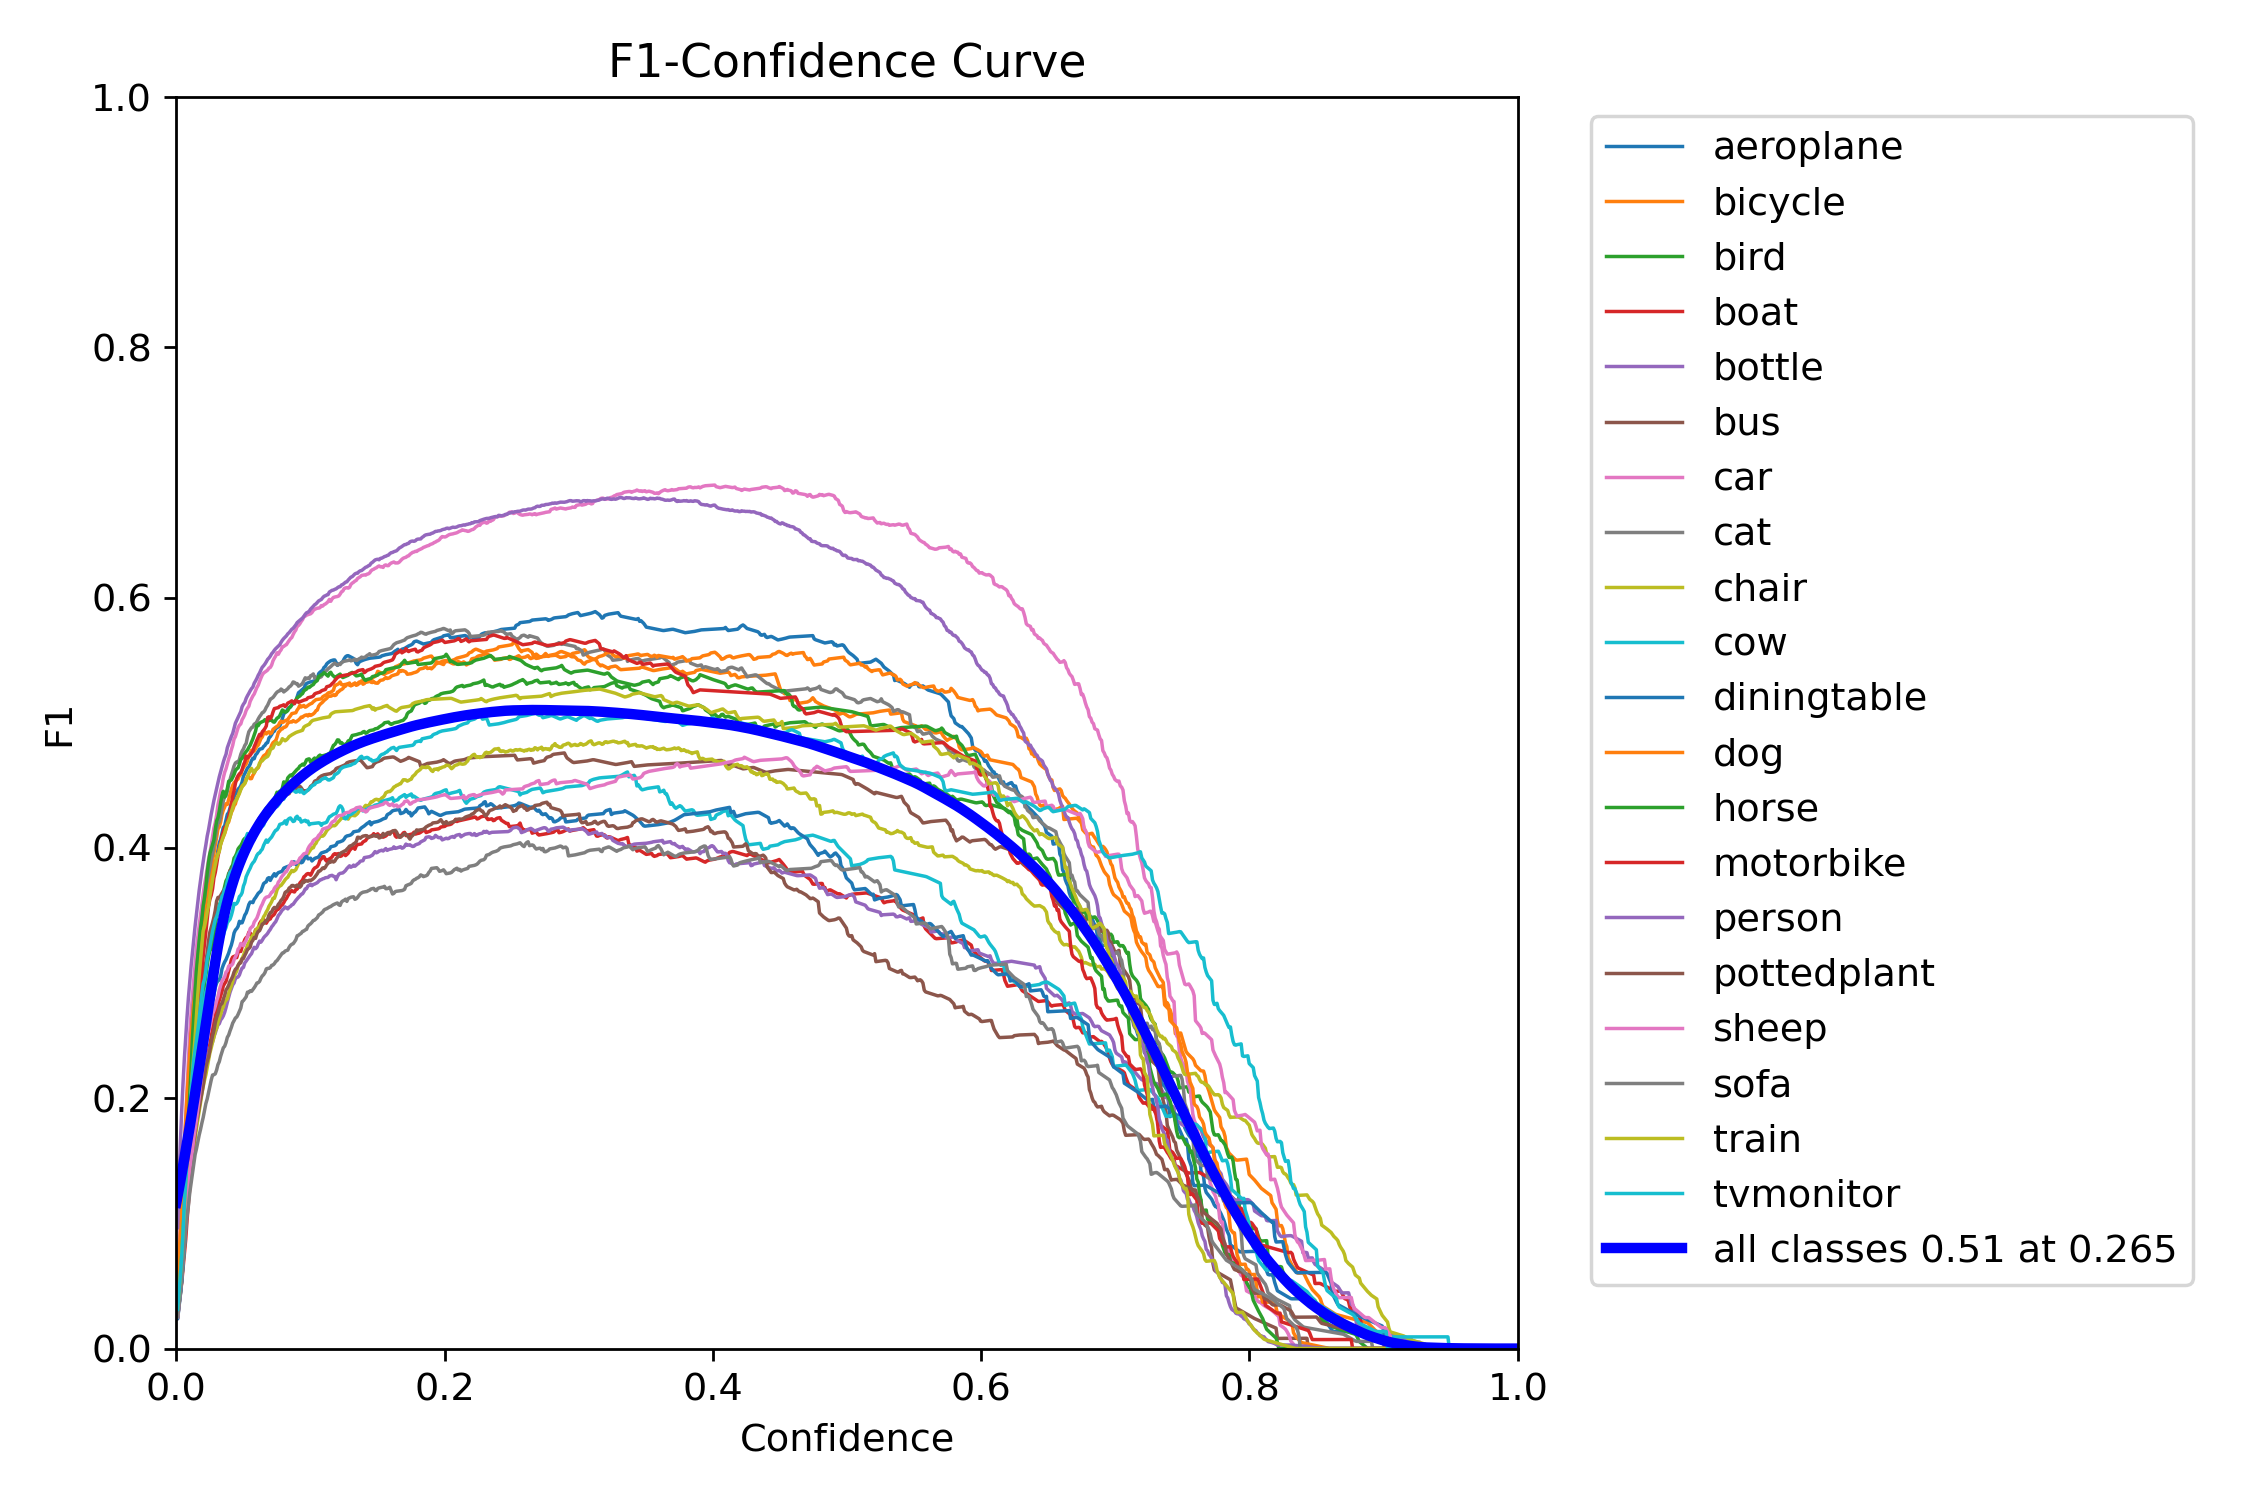 F1-Confidence Curve
1.0
0.8
0.6
0.4
0.2
0.0
F1
0.0 0.2 0.4 0.6 0.8 1.0
Confidence
aeroplane
bicycle
bird
boat
bottle
bus
car
cat
chair
cow
diningtable
dog
horse
motorbike
person
pottedplant
sheep
sofa
train
tvmonitor
all classes 0.51 at 0.265